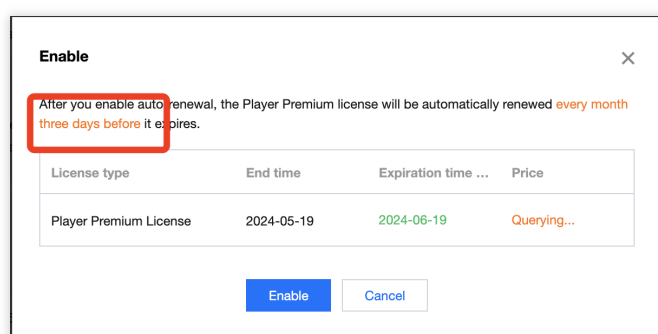 Enable
After you enable auto-renewal, the Player Premium license will be automatically renewed every month
three days before it expires.
License type End time Expiration time ... Price
Player Premium License 2024-05-19 2024-06-19 Querying...
Enable Cancel